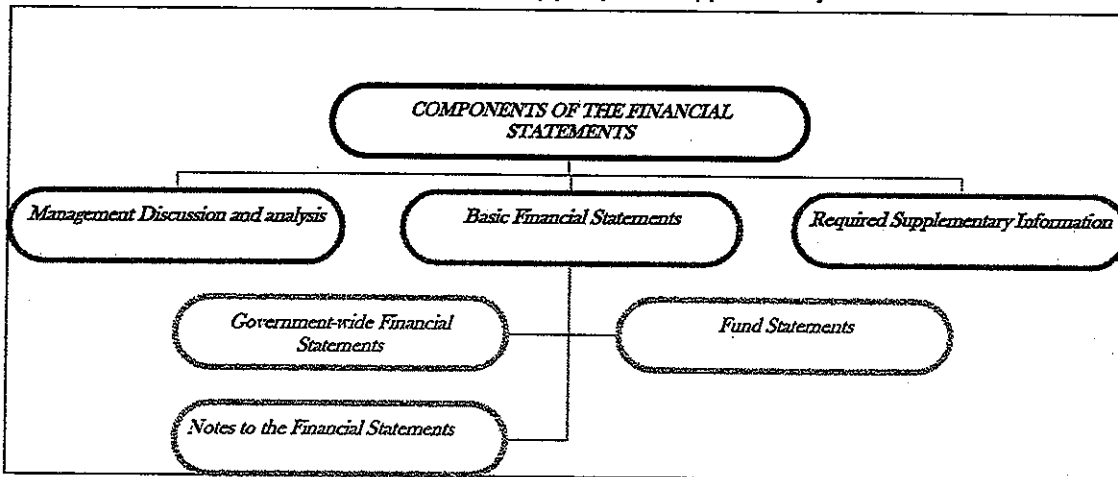 COMPONENTS OF THE FINANCIAL
STATEMENTS
Management Discussion and analysis
Basic Financial Statements
Required Supplementary Information
Government-wide Financial
Statements
Fund Statements
Notes to the Financial Statements